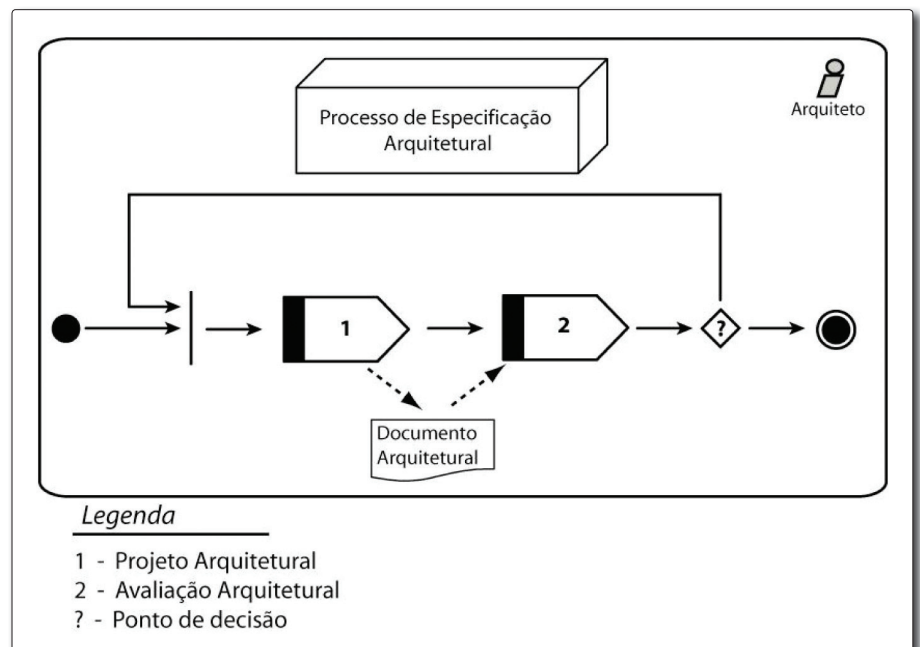 Processo de Especificação
Arquitetural
Arquiteto
1
2
?
Documento
Arquitetural
Legenda
1 - Projeto Arquitetural
2 - Avaliação Arquitetural
? - Ponto de decisão